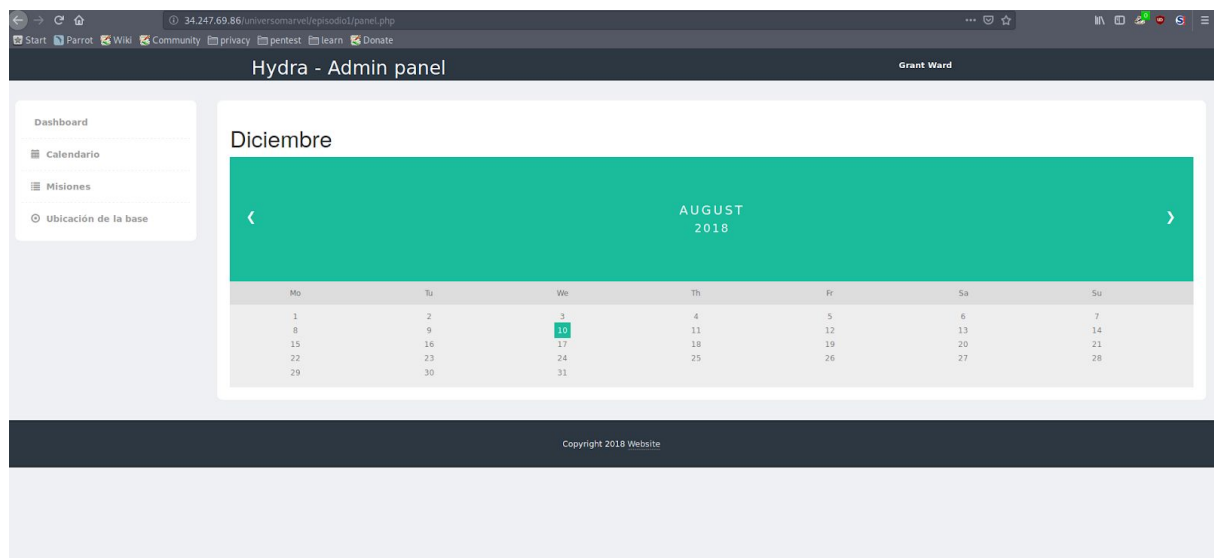 34.247.69.86/universomarvel/episodio1/panel.php
Start Parrot Wiki Community privacy pentest learn Donate
Hydra - Admin panel Grant Ward
Dashboard
Calendario
Misiones
Ubicación de la base
Diciembre
❮ AUGUST ❯
2018
Mo Tu We Th Fr Sa Su
1 2 3 4 5 6 7
8 9 10 11 12 13 14
15 16 17 18 19 20 21
22 23 24 25 26 27 28
29 30 31
Copyright 2018 Website